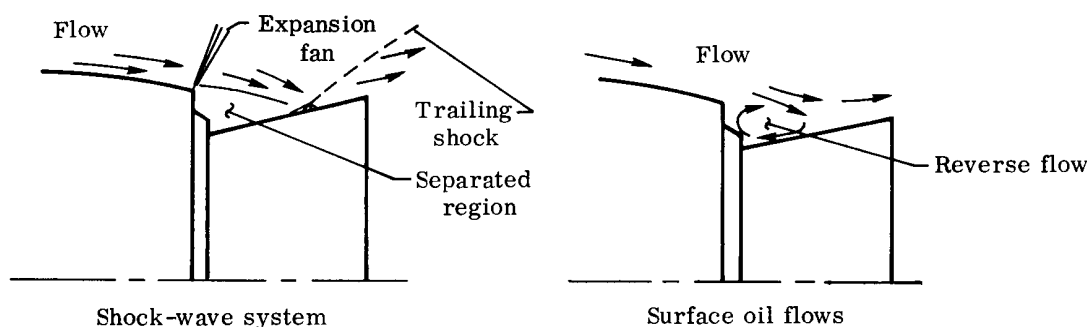 Flow
Expansion
fan
Trailing
shock
Separated
region
Shock-wave system
Flow
Reverse flow
Surface oil flows